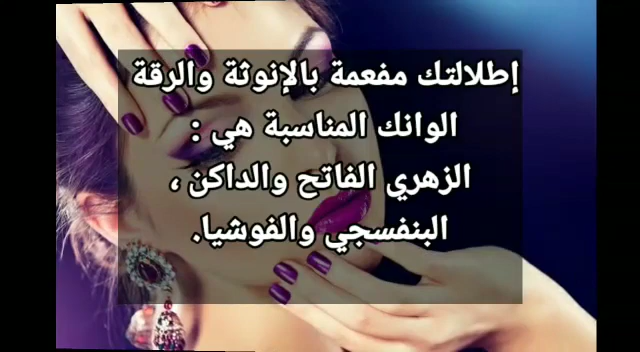 إطلالتك مفعمة بالإنوثة والرقة
الوانك المناسبة هي :
الزهري الفاتح والداكن ،
البنفسجي والفوشيا.